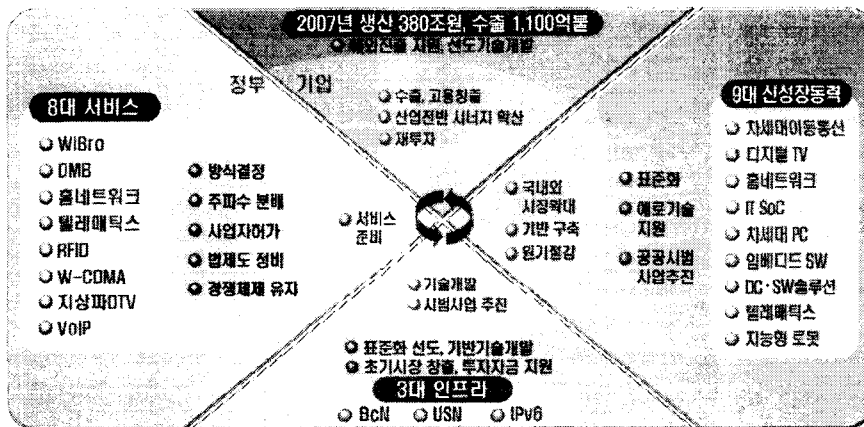 2007년 생산 380조원, 수출 1,100억불
해외진출 지원, 선도기술개발
정부
기업
수출, 고용창출
산업전반 시너지 확산
재투자
8대 서비스
WiBro
DMB
홈네트워크
텔레매틱스
RFID
W-CDMA
지상파DTV
VoIP
방식결정
주파수 분배
사업자허가
법제도 정비
경쟁체제 유지
서비스
준비
국내외
시장확대
기반 구축
원가절감
표준화
애로기술
지원
공공시범
사업추진
9대 신성장동력
차세대이동통신
디지털 TV
홈네트워크
IT SoC
차세대 PC
임베디드 SW
DC·SW솔루션
텔레매틱스
지능형 로봇
기술개발
시범사업 추진
표준화 선도, 기반기술개발
초기시장 창출, 투자자금 지원
3대 인프라
BcN
USN
IPv6